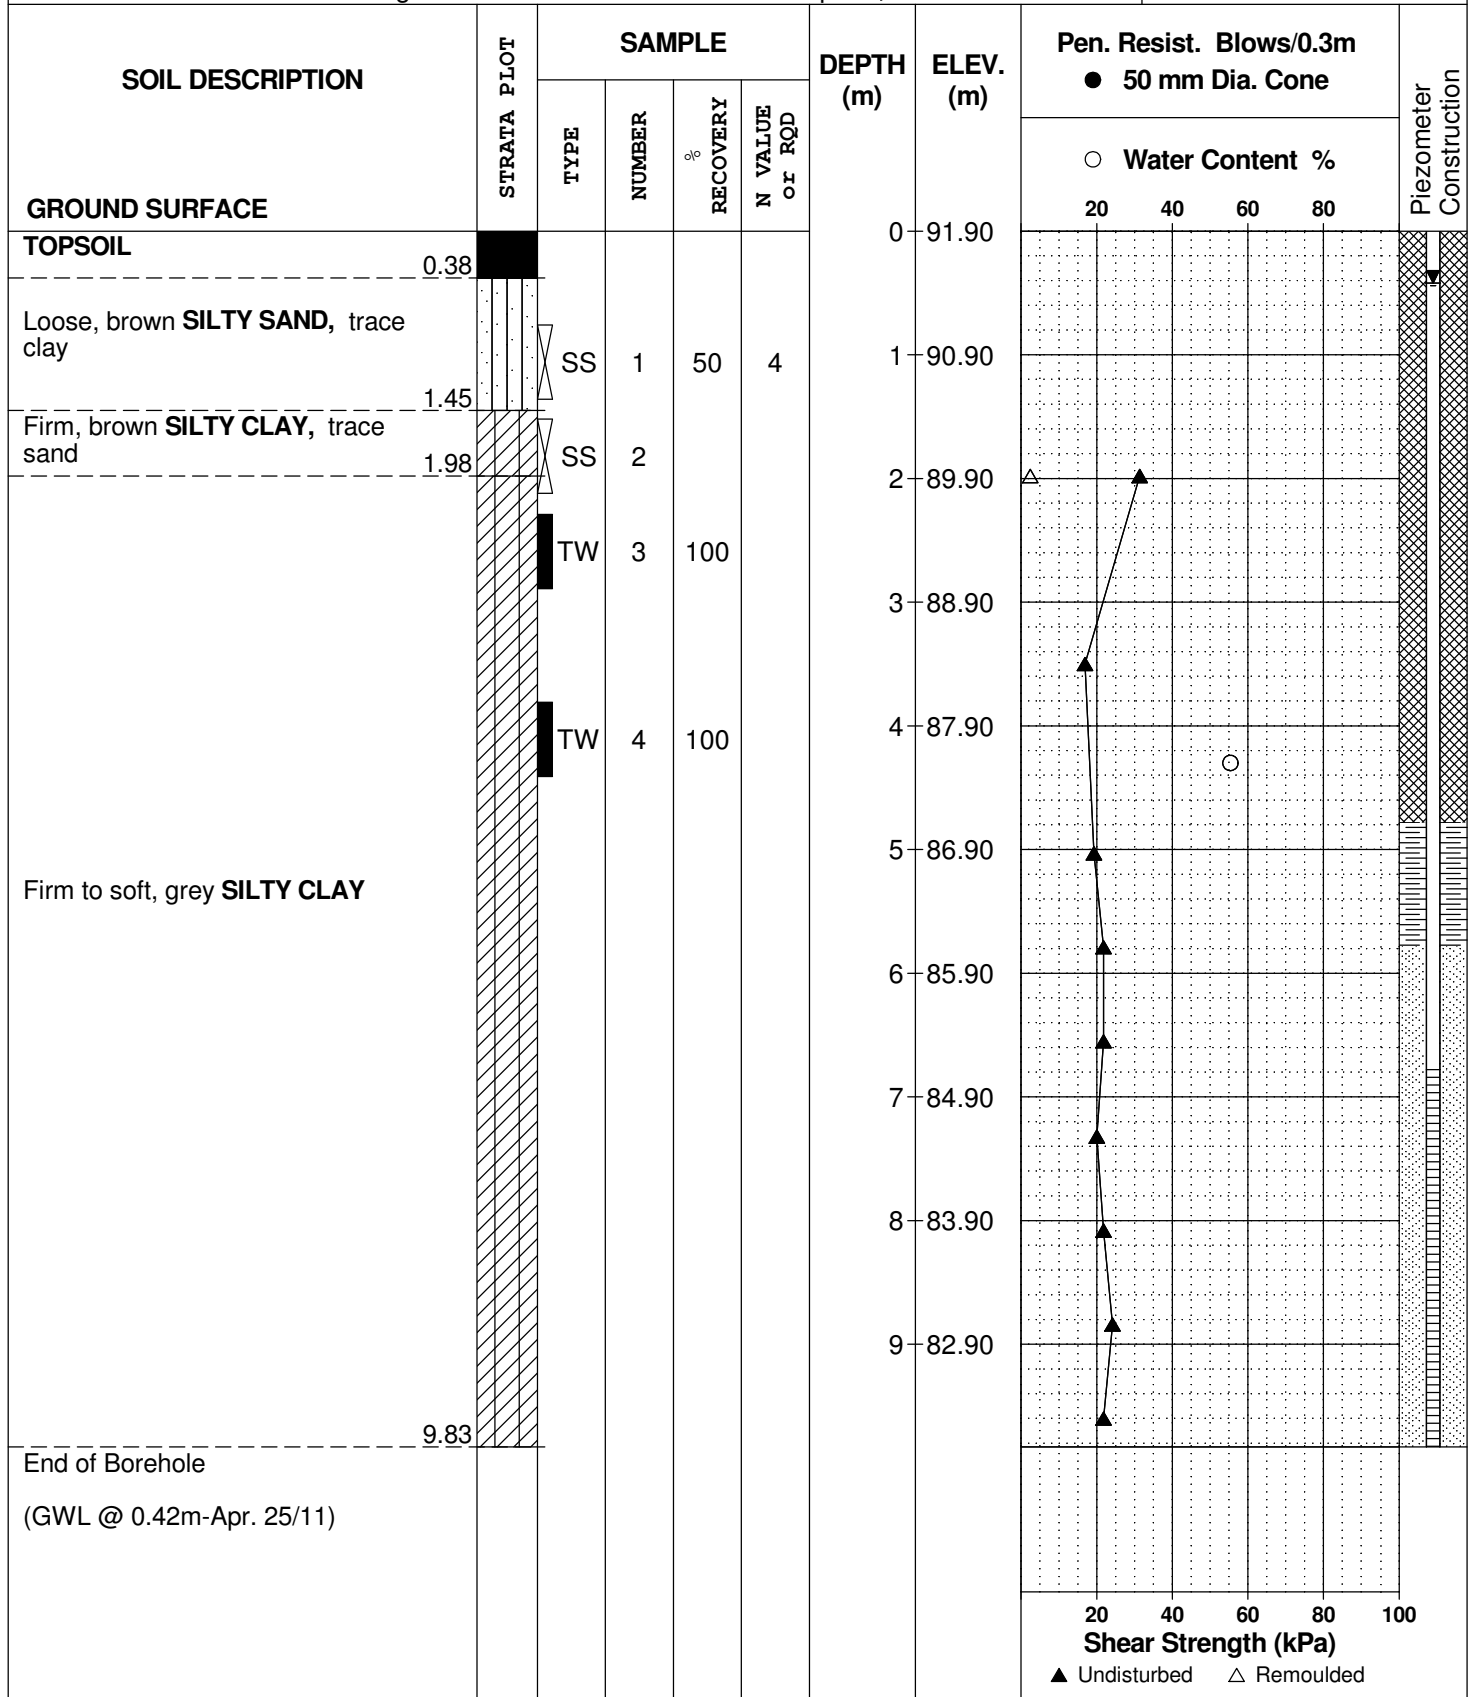 SOIL DESCRIPTION
GROUND SURFACE
STRATA PLOT
SAMPLE
TYPE
NUMBER
% RECOVERY
N VALUE or RQD
DEPTH (m)
ELEV. (m)
Pen. Resist. Blows/0.3m
● 50 mm Dia. Cone
○ Water Content %
20 40 60 80
Piezometer
Construction
TOPSOIL
0.38
0 91.90
Loose, brown SILTY SAND, trace
clay
SS 1 50 4
1 90.90
1.45
Firm, brown SILTY CLAY, trace
sand
1.98
SS 2
2 89.90
TW 3 100
3 88.90
TW 4 100
4 87.90
5 86.90
Firm to soft, grey SILTY CLAY
6 85.90
7 84.90
8 83.90
9 82.90
9.83
End of Borehole
(GWL @ 0.42m-Apr. 25/11)
20 40 60 80 100
Shear Strength (kPa)
▲ Undisturbed △ Remoulded